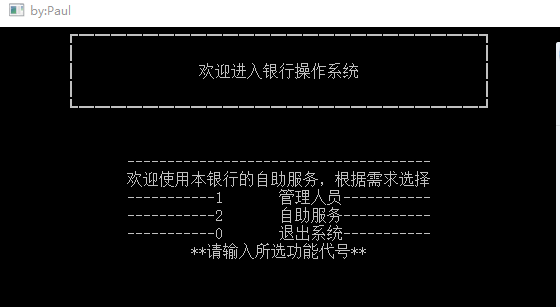 by:Paul
欢迎进入银行操作系统
----------------------------------------
欢迎使用本银行的自助服务，根据需求选择
-----------1 管理人员-----------
-----------2 自助服务-----------
-----------0 退出系统-----------
**请输入所选功能代号**